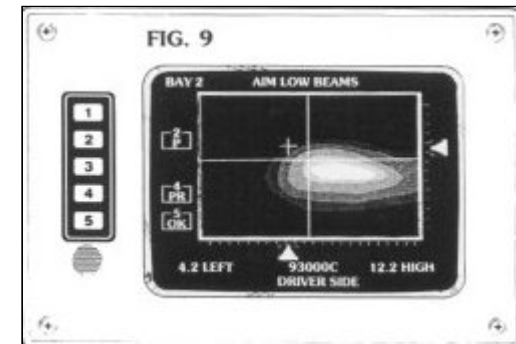 FIG. 9
BAY 2 AIM LOW BEAMS
1
2
3
4
5
2
P
4
PR
5
OK
4.2 LEFT 93000C 12.2 HIGH
DRIVER SIDE